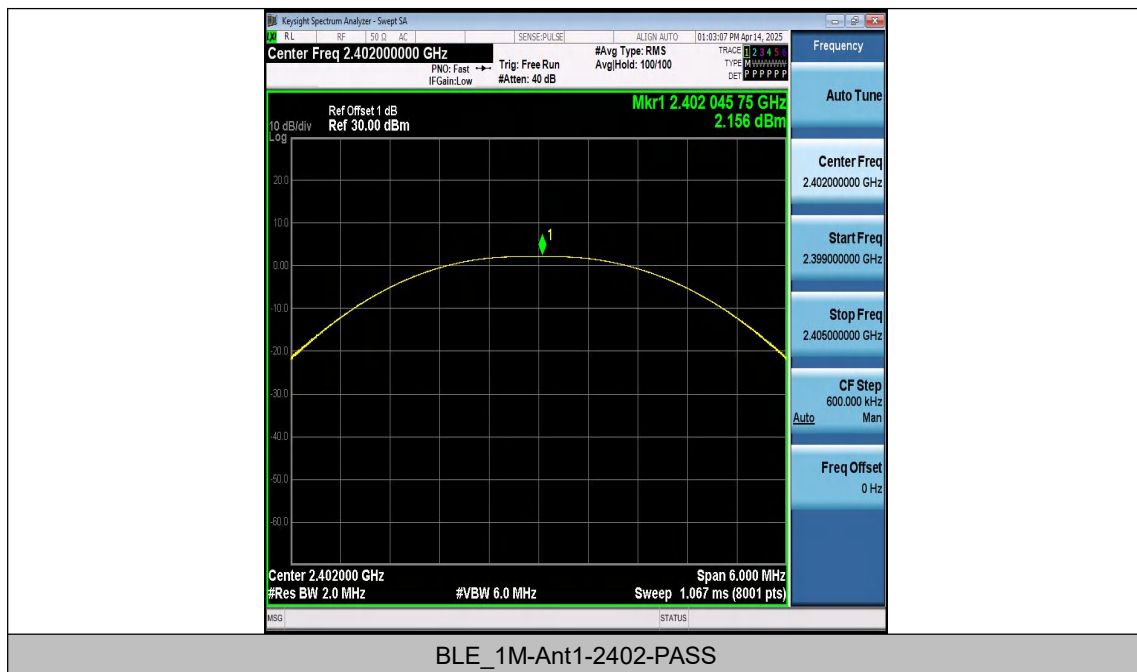 Keysight Spectrum Analyzer - Swept SA
RL RF 50 Ω AC SENSE:PULSE ALIGN AUTO 01:03:07 PM Apr 14, 2025
Center Freq 2.402000000 GHz
PNO: Fast
IFGain:Low
Trig: Free Run
#Atten: 40 dB
#Avg Type: RMS
Avg|Hold: 100/100
TRACE 1 2 3 4 5 6
TYPE M WWWWW
DET P P P P P P
Ref Offset 1 dB
10 dB/div Ref 30.00 dBm
Log
Mkr1 2.402 045 75 GHz
2.156 dBm
20.0
10.0
0.00
-10.0
-20.0
-30.0
-40.0
-50.0
-60.0
1
Center 2.402000 GHz Span 6.000 MHz
#Res BW 2.0 MHz #VBW 6.0 MHz Sweep 1.067 ms (8001 pts)
MSG STATUS
Frequency
Auto Tune
Center Freq
2.402000000 GHz
Start Freq
2.399000000 GHz
Stop Freq
2.405000000 GHz
CF Step
600.000 kHz
Auto Man
Freq Offset
0 Hz
BLE_1M-Ant1-2402-PASS